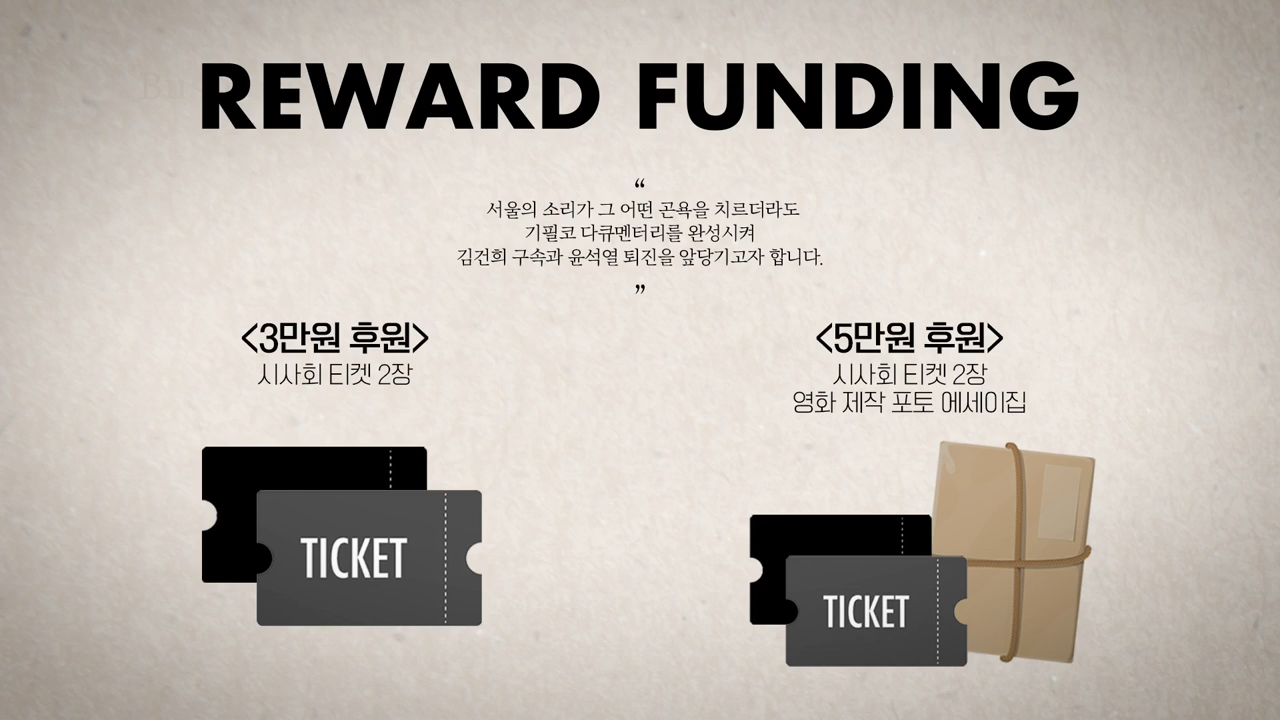 REWARD FUNDING
“
서울의 소리가 그 어떤 곤욕을 치르더라도
기필코 다큐멘터리를 완성시켜
김건희 구속과 윤석열 퇴진을 앞당기고자 합니다.
”
<3만원 후원>
시사회 티켓 2장
TICKET
<5만원 후원>
시사회 티켓 2장
영화 제작 포토 에세이집
TICKET